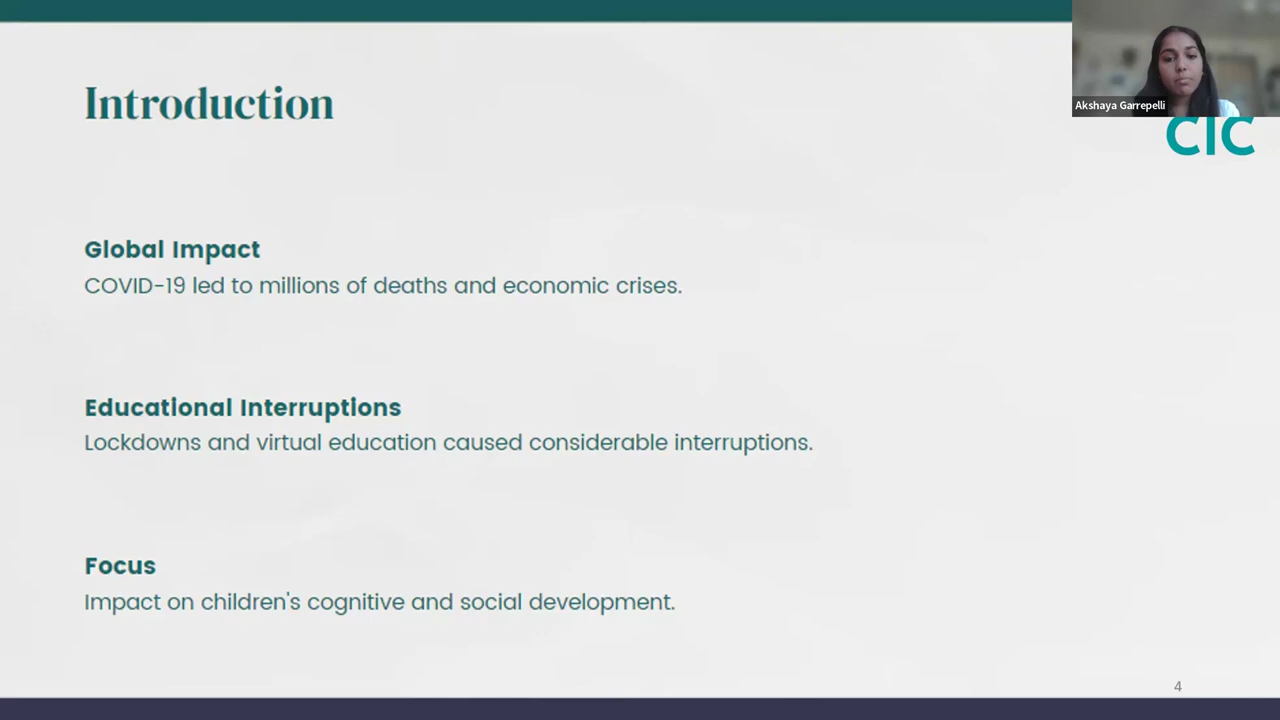 Introduction
Akshaya Garrepelli
CIC
Global Impact
COVID-19 led to millions of deaths and economic crises.
Educational Interruptions
Lockdowns and virtual education caused considerable interruptions.
Focus
Impact on children's cognitive and social development.
4